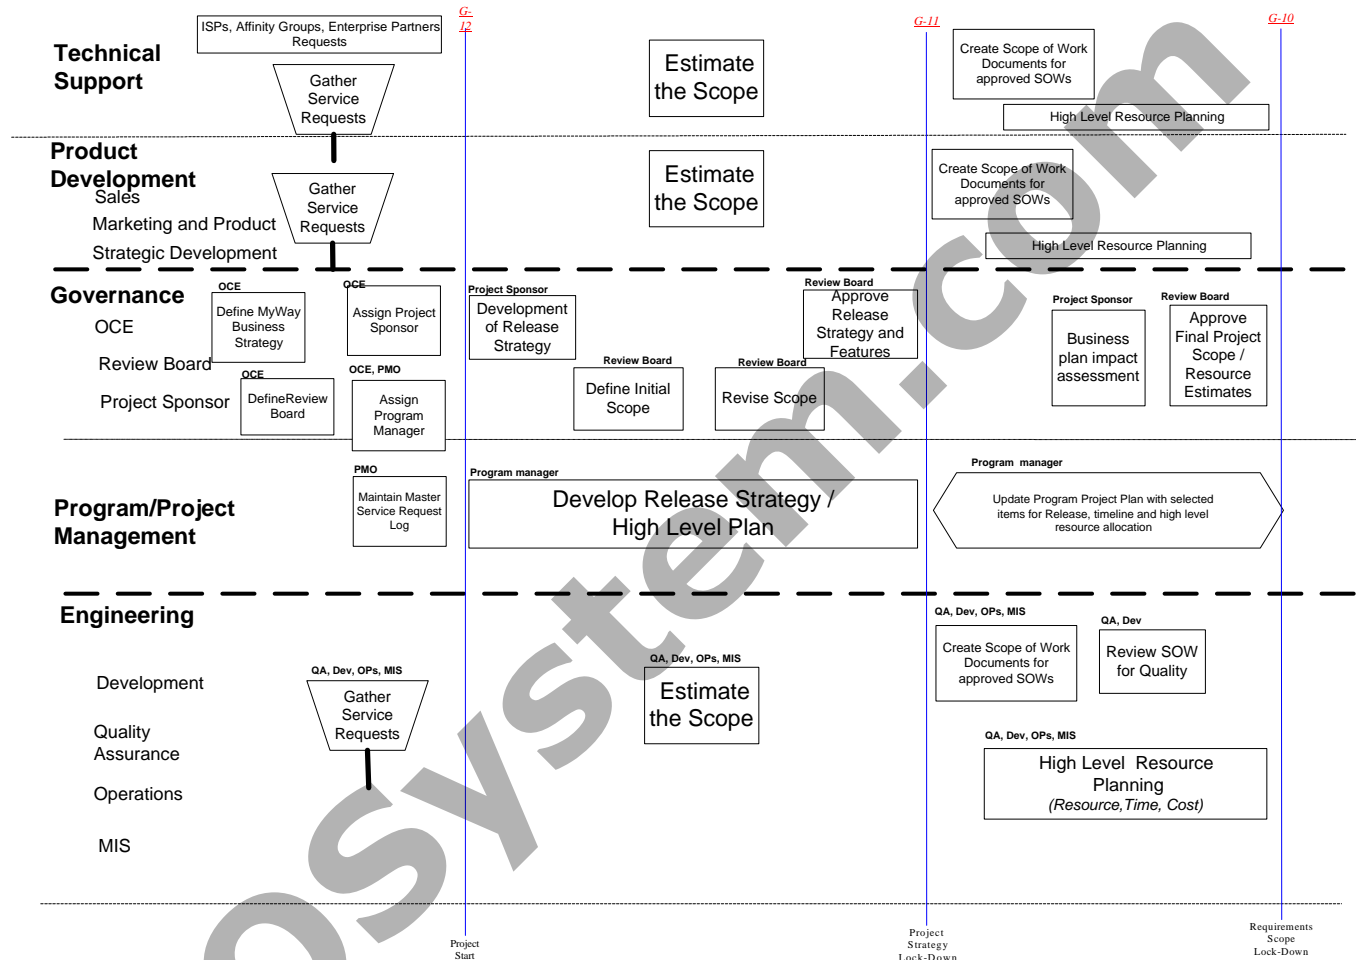 G-
12
G-11
G-10
ISPs, Affinity Groups, Enterprise Partners
Requests
Technical
Support
Gather
Service
Requests
Estimate
the Scope
Create Scope of Work
Documents for
approved SOWs
High Level Resource Planning
Product
Development
Sales
Marketing and Product
Strategic Development
Gather
Service
Requests
Estimate
the Scope
Create Scope of Work
Documents for
approved SOWs
High Level Resource Planning
Governance
OCE
Review Board
Project Sponsor
OCE
Define MyWay
Business
Strategy
OCE
Assign Project
Sponsor
OCE
DefineReview
Board
OCE, PMO
Assign
Program
Manager
Project Sponsor
Development
of Release
Strategy
Review Board
Define Initial
Scope
Review Board
Revise Scope
Review Board
Approve
Release
Strategy and
Features
Project Sponsor
Business
plan impact
assessment
Review Board
Approve
Final Project
Scope /
Resource
Estimates
Program/Project
Management
PMO
Maintain Master
Service Request
Log
Program manager
Develop Release Strategy /
High Level Plan
Program  manager
Update Program Project Plan with selected
items for Release, timeline and high level
resource allocation
Engineering
Development
Quality
Assurance
Operations
MIS
QA, Dev, OPs, MIS
Gather
Service
Requests
QA, Dev, OPs, MIS
Estimate
the Scope
QA, Dev, OPs, MIS
Create Scope of Work
Documents for
approved SOWs
QA, Dev
Review SOW
for Quality
QA, Dev, OPs, MIS
High Level  Resource
Planning
(Resource,Time, Cost)
Project
Start
Project
Strategy
Lock-Down
Requirements
Scope
Lock-Down
osystem.com